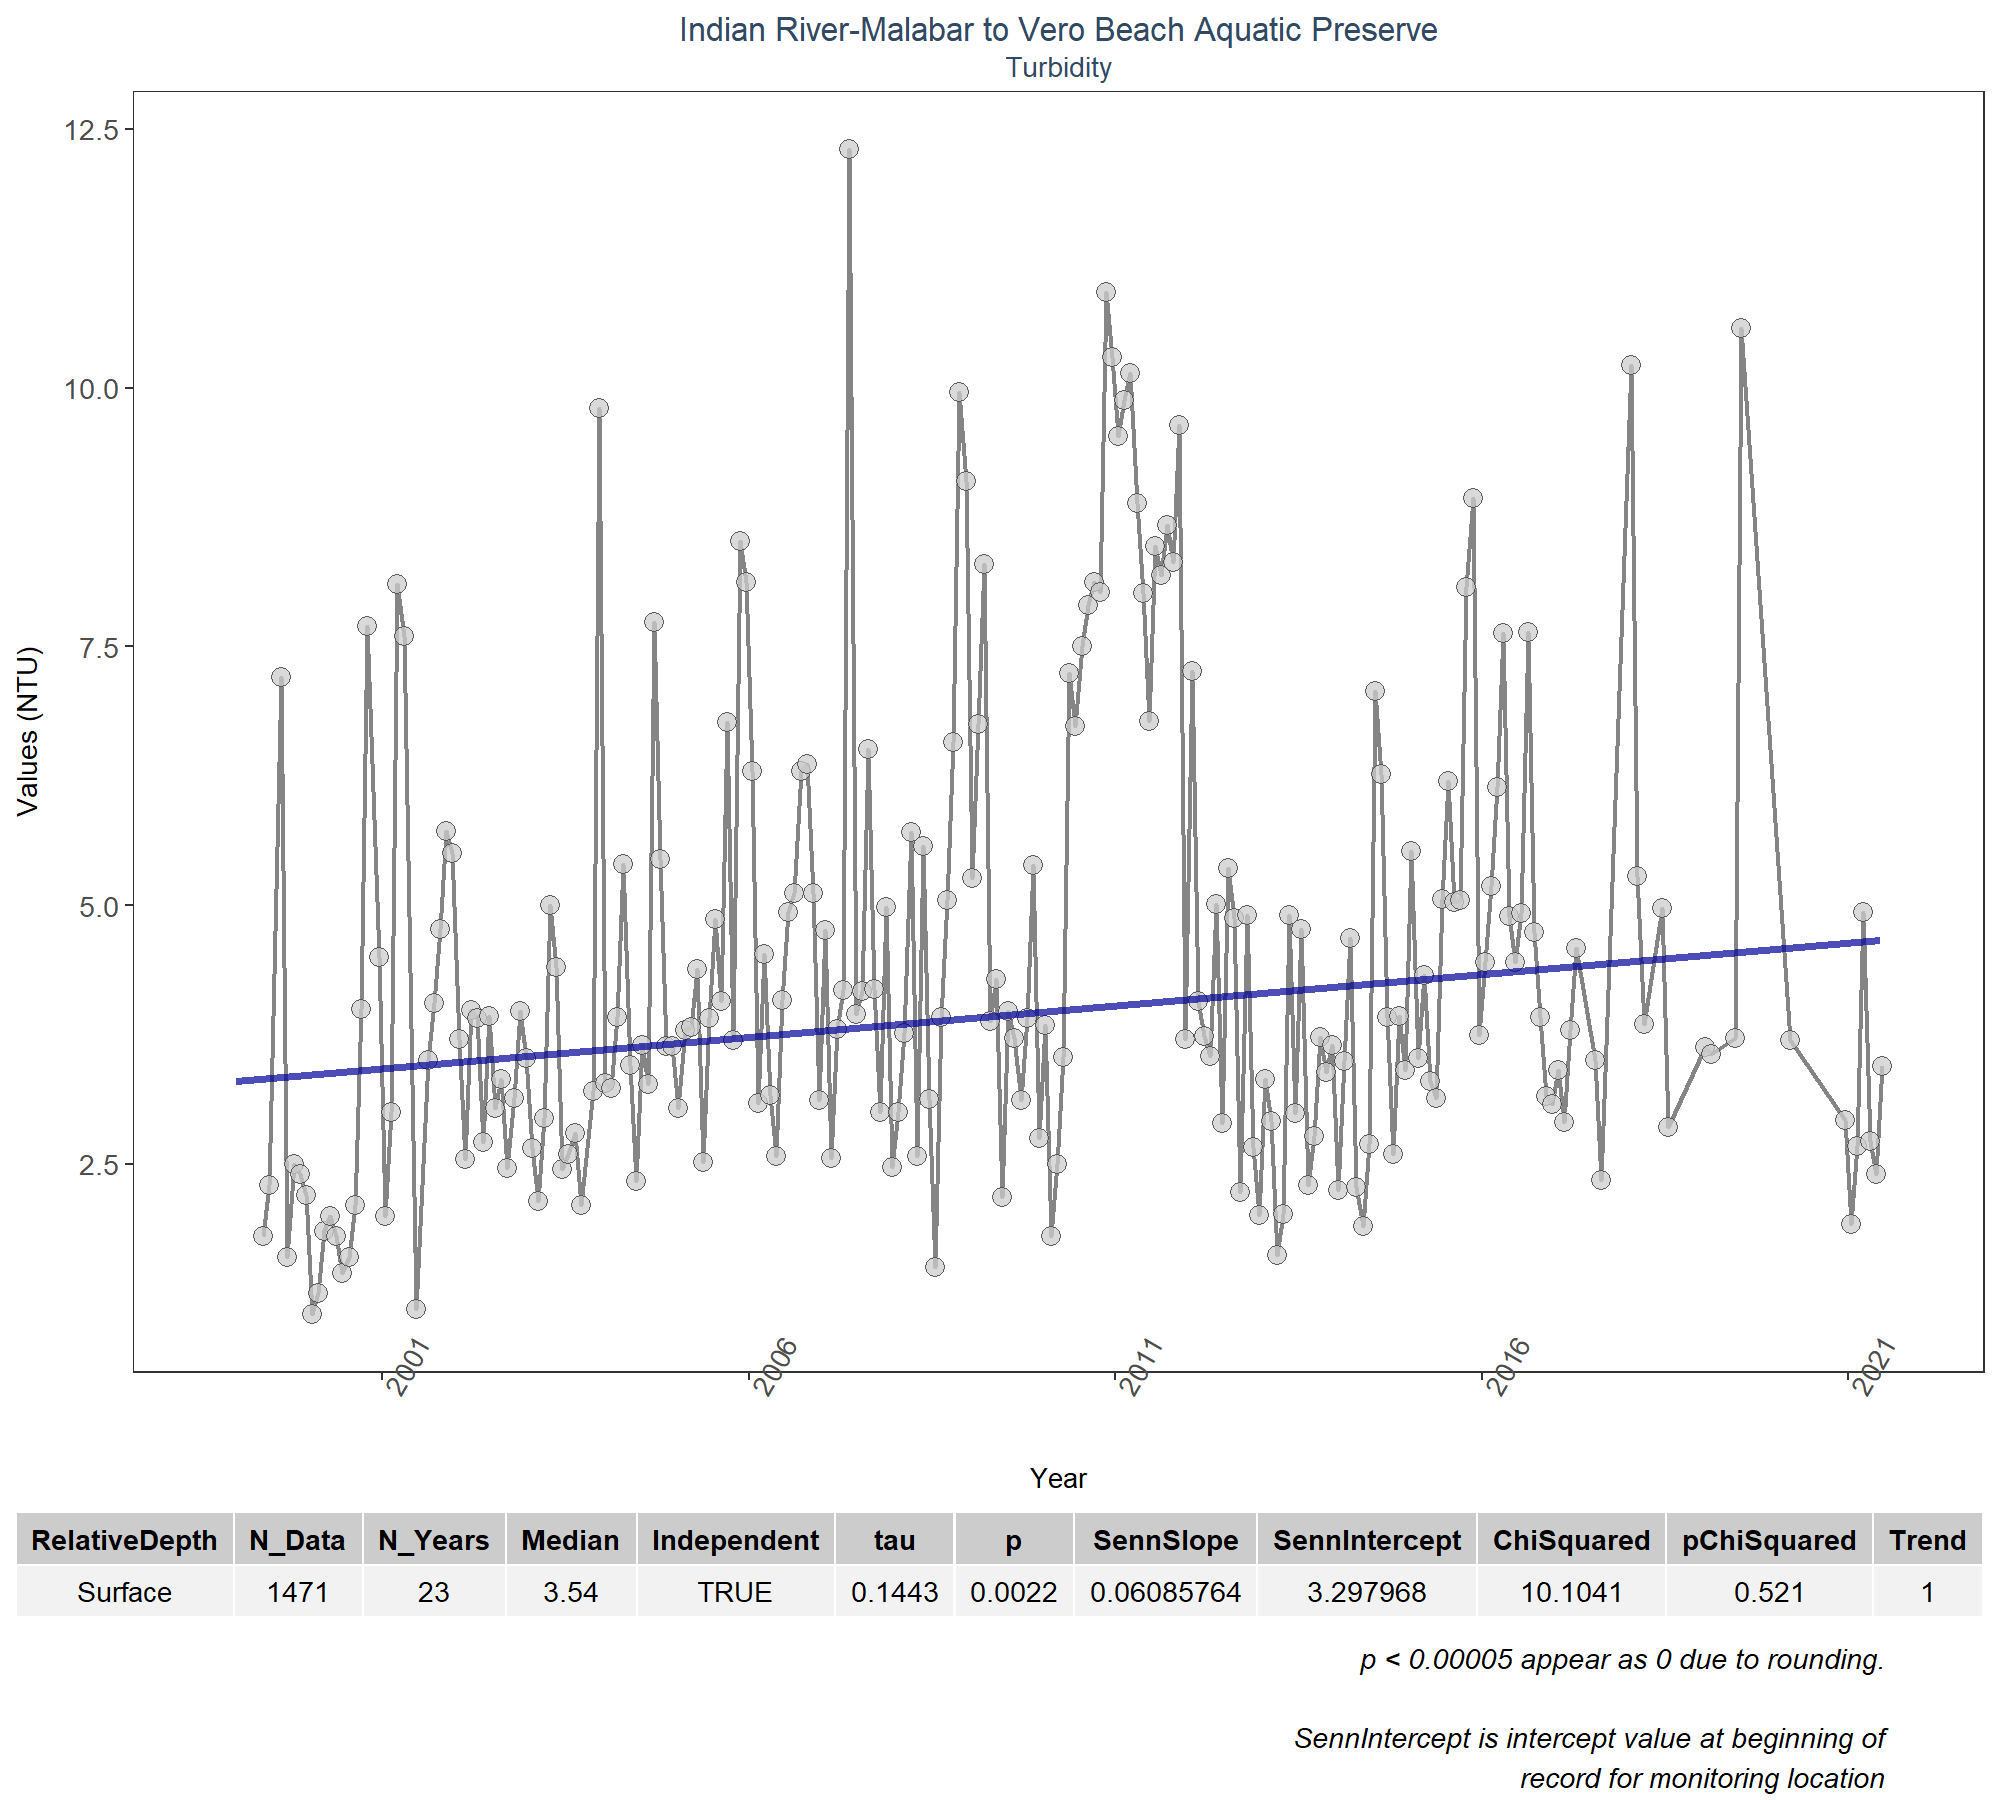 Indian River-Malabar to Vero Beach Aquatic Preserve
Turbidity
12.5
10.0
7.5
5.0
2.5
Values (NTU)
2001
2006
2011
2016
2021
Year
RelativeDepth N_Data N_Years Median Independent tau p SennSlope SennIntercept ChiSquared pChiSquared Trend
Surface 1471 23 3.54 TRUE 0.1443 0.0022 0.06085764 3.297968 10.1041 0.521 1
p < 0.00005 appear as 0 due to rounding.
SennIntercept is intercept value at beginning of
record for monitoring location